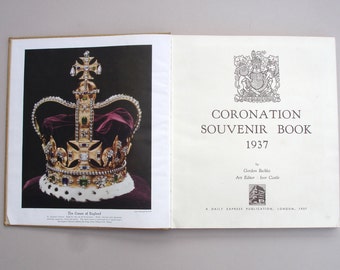 The Crown of England
CORONATION
SOUVENIR BOOK
1937
by
Gordon Beckles
Art Editor : Ivor Castle
A DAILY EXPRESS PUBLICATION, LONDON, 1937